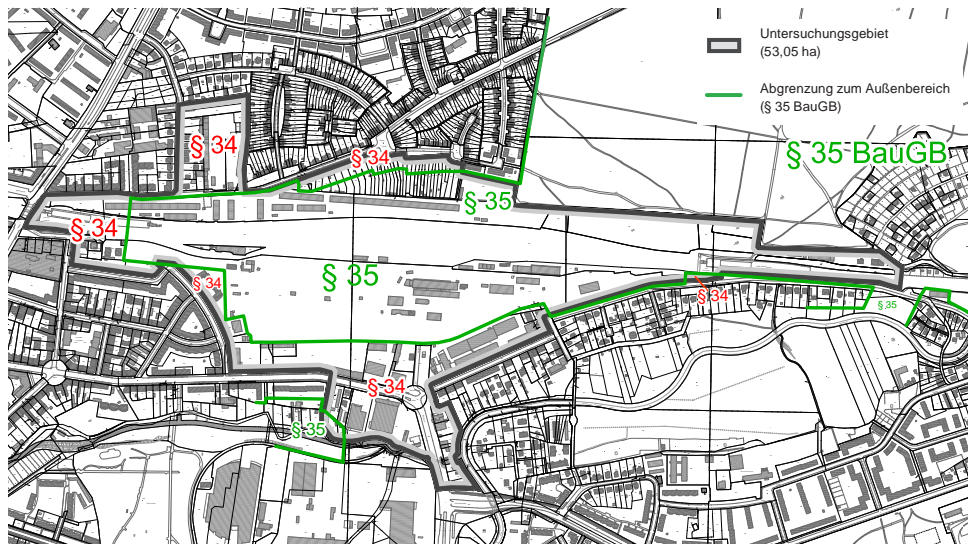 Untersuchungsgebiet
(53,05 ha)
Abgrenzung zum Außenbereich
(§ 35 BauGB)
§ 34
§ 34
§ 35 BauGB
§ 35
§ 34
§ 35
§ 34
§ 34
§ 35
§ 34
§ 35